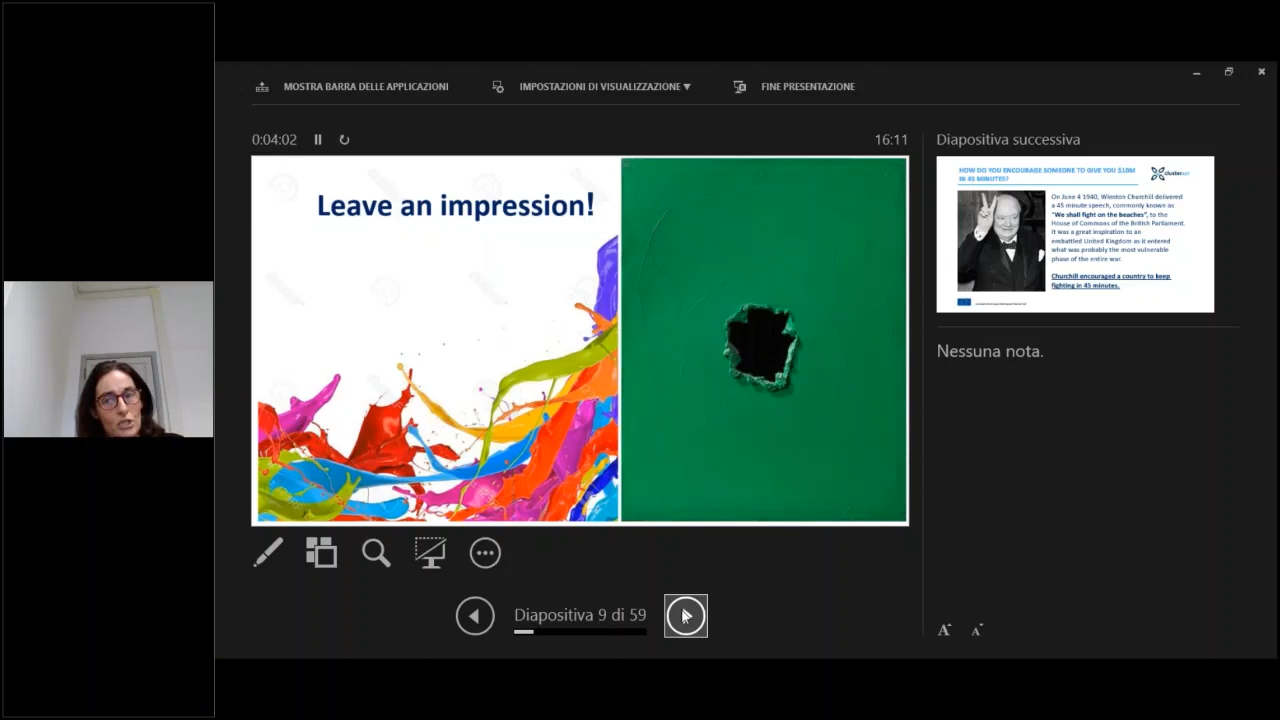 MOSTRA BARRA DELLE APPLICAZIONI
IMPOSTAZIONI DI VISUALIZZAZIONE ▼
FINE PRESENTAZIONE
0:04:02
16:11
Leave an impression!
Diapositiva successiva
HOW DO YOU ENCOURAGE SOMEONE TO GIVE YOU $10M
IN 45 MINUTES?
On June 4 1940, Winston Churchill delivered
a 45 minute speech, commonly known as
"We shall fight on the beaches", to the
House of Commons of the British Parliament.
It was a great inspiration to an
embattled United Kingdom as it entered
what was probably the most vulnerable
phase of the entire war.
Churchill encouraged a country to keep
fighting in 45 minutes.
Nessuna nota.
Diapositiva 9 di 59
A A